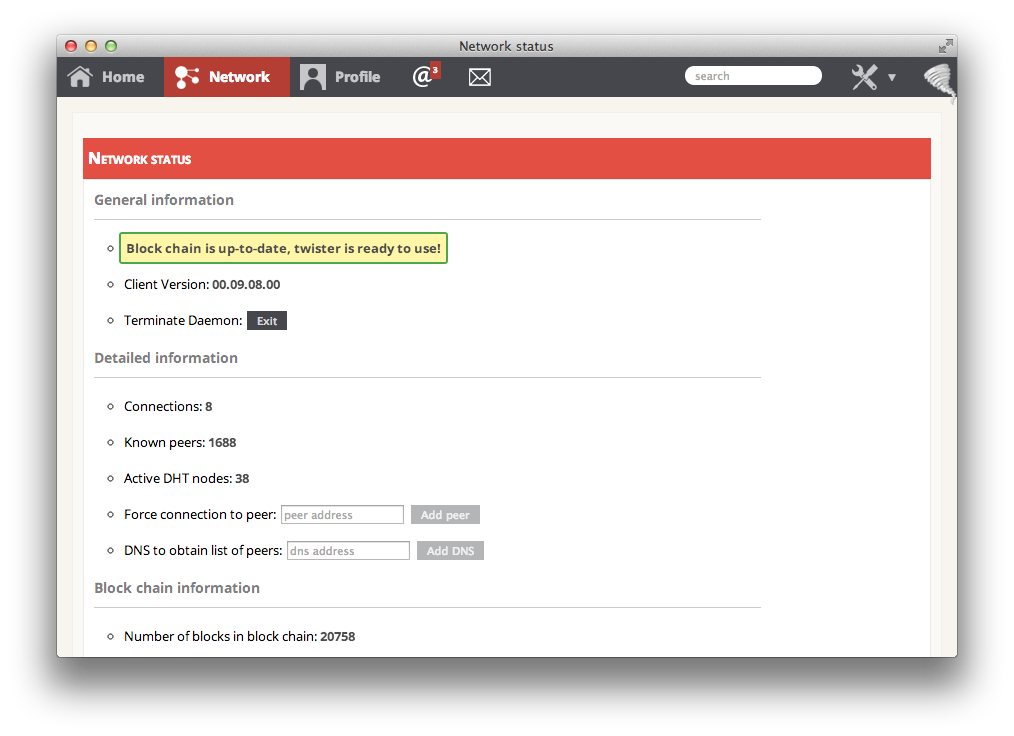 Network status
Home Network Profile @ 3 search
Network status
General information
Block chain is up-to-date, twister is ready to use!
Client Version: 00.09.08.00
Terminate Daemon: Exit
Detailed information
Connections: 8
Known peers: 1688
Active DHT nodes: 38
Force connection to peer: peer address Add peer
DNS to obtain list of peers: dns address Add DNS
Block chain information
Number of blocks in block chain: 20758